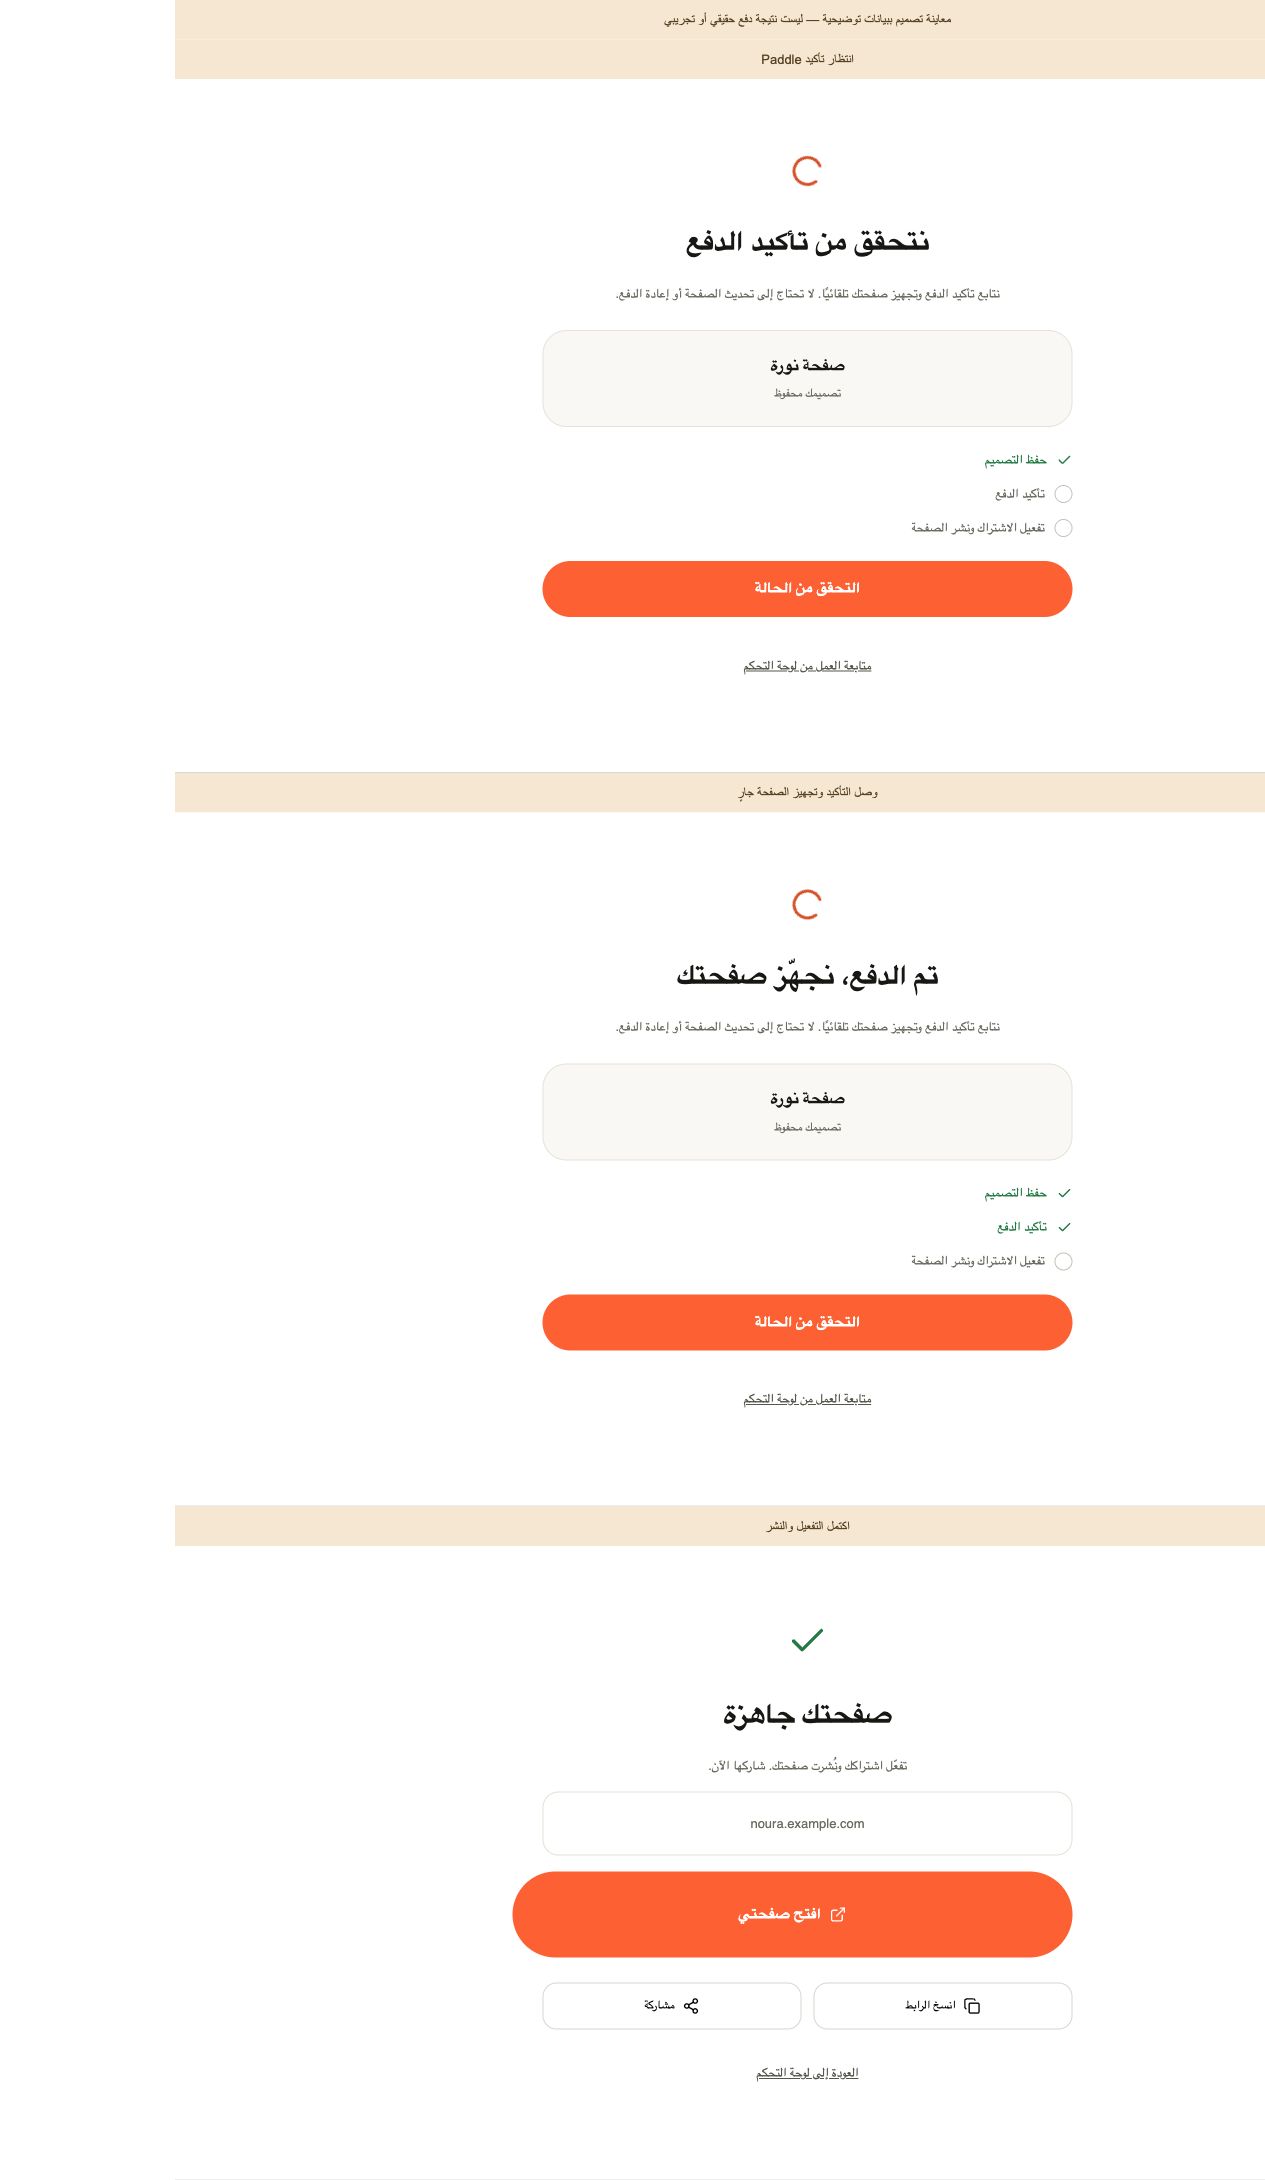 معاينة تصميم ببيانات توضيحية — ليست نتيجة دفع حقيقي أو تجريبي
انتظار تأكيد Paddle
نتحقق من تأكيد الدفع
نتابع تأكيد الدفع وتجهيز صفحتك تلقائيًا. لا تحتاج إلى تحديث الصفحة أو إعادة الدفع.
صفحة نورة
تصميمك محفوظ
حفظ التصميم
تأكيد الدفع
تفعيل الاشتراك ونشر الصفحة
التحقق من الحالة
متابعة العمل من لوحة التحكم
وصل التأكيد وتجهيز الصفحة جارٍ
تم الدفع، نجهّز صفحتك
نتابع تأكيد الدفع وتجهيز صفحتك تلقائيًا. لا تحتاج إلى تحديث الصفحة أو إعادة الدفع.
صفحة نورة
تصميمك محفوظ
حفظ التصميم
تأكيد الدفع
تفعيل الاشتراك ونشر الصفحة
التحقق من الحالة
متابعة العمل من لوحة التحكم
اكتمل التفعيل والنشر
صفحتك جاهزة
تفعّل اشتراكك ونُشرت صفحتك. شاركها الآن.
noura.example.com
افتح صفحتي
انسخ الرابط
مشاركة
العودة إلى لوحة التحكم